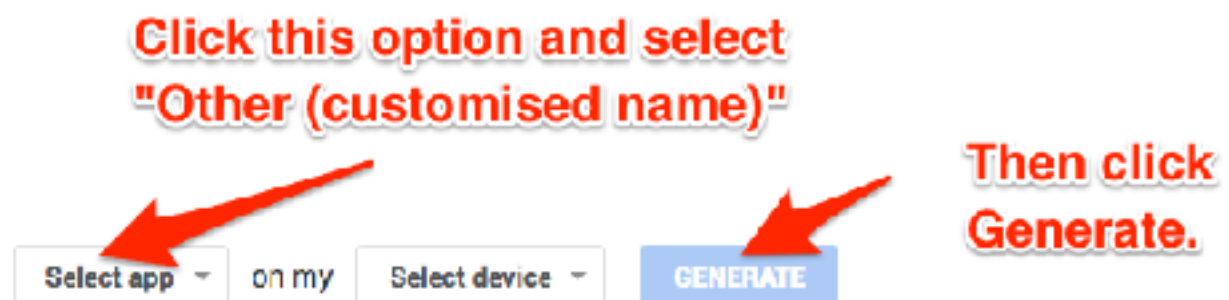 Click this option and select
"Other (customised name)"
Then click
Generate.
Select app on my Select device GENERATE